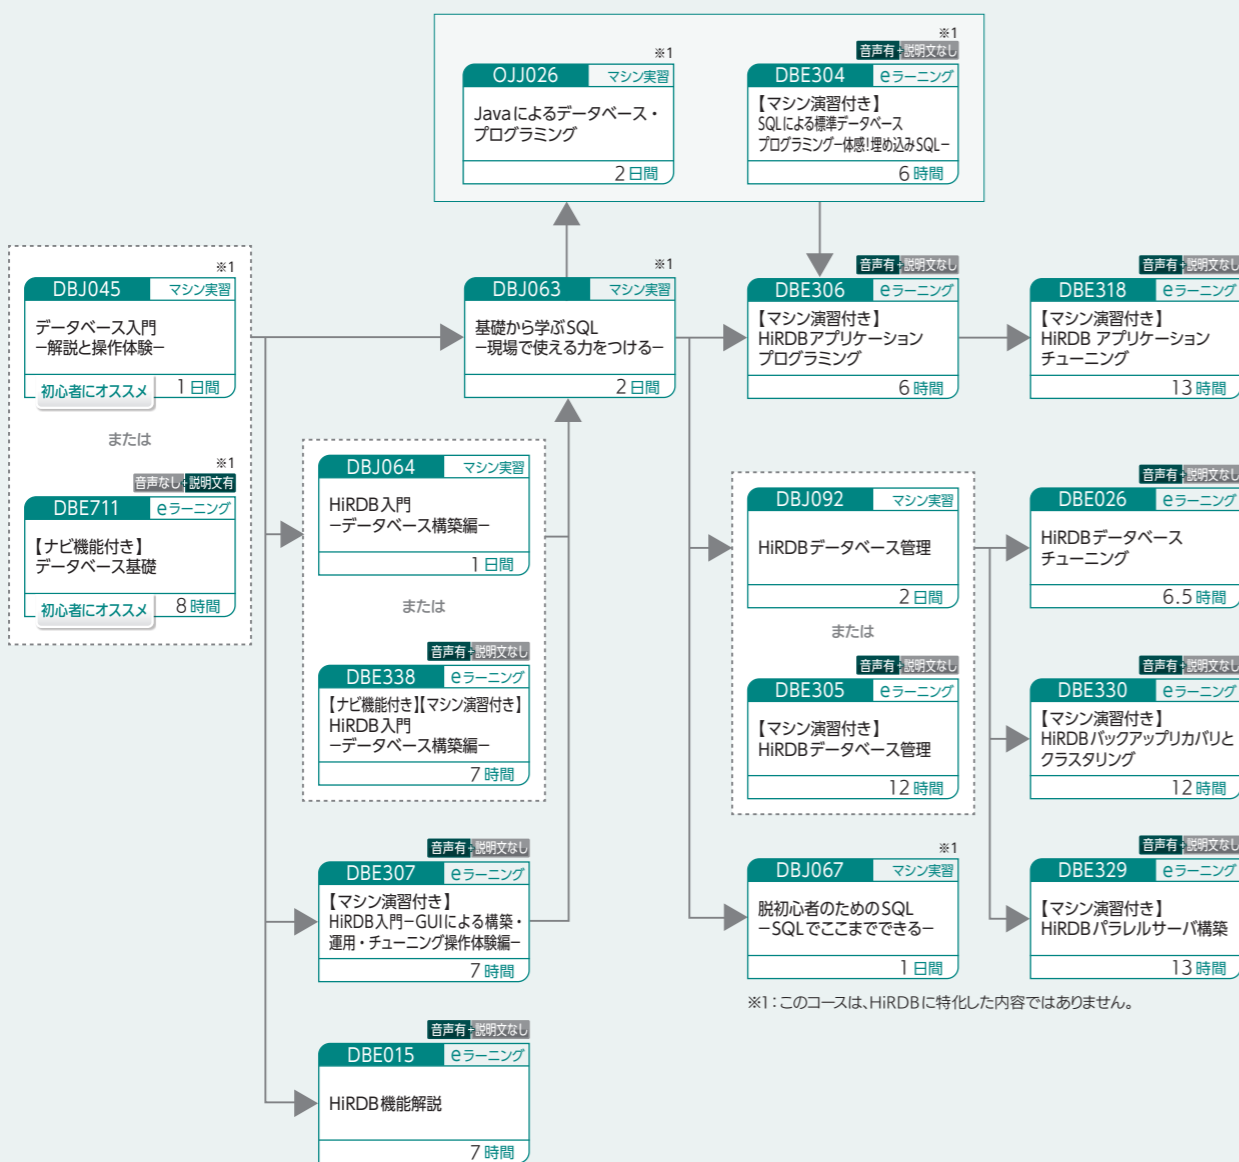 ※1
OJJ026 マシン実習
Javaによるデータベース・
プログラミング
2日間
※1
音声有+説明文なし
DBE304 eラーニング
【マシン演習付き】
SQLによる標準データベース
プログラミングー体感!埋め込みSQLー
6時間
※1
DBJ045 マシン実習
データベース入門
ー解説と操作体験ー
初心者にオススメ 1日間
または
※1
音声なし+説明文有
DBE711 eラーニング
【ナビ機能付き】
データベース基礎
初心者にオススメ 8時間
※1
DBJ063 マシン実習
基礎から学ぶSQL
ー現場で使える力をつけるー
2日間
DBJ064 マシン実習
HiRDB入門
ーデータベース構築編ー
1日間
または
音声有+説明文なし
DBE338 eラーニング
【ナビ機能付き】【マシン演習付き】
HiRDB入門
ーデータベース構築編ー
7時間
音声有+説明文なし
DBE307 eラーニング
【マシン演習付き】
HiRDB入門ーGUIによる構築・
運用・チューニング操作体験編ー
7時間
音声有+説明文なし
DBE015 eラーニング
HiRDB機能解説
7時間
音声有+説明文なし
DBE306 eラーニング
【マシン演習付き】
HiRDBアプリケーション
プログラミング
6時間
DBJ092 マシン実習
HiRDBデータベース管理
2日間
または
音声有+説明文なし
DBE305 eラーニング
【マシン演習付き】
HiRDBデータベース管理
12時間
※1
DBJ067 マシン実習
脱初心者のためのSQL
ーSQLでここまでできるー
1日間
音声有+説明文なし
DBE318 eラーニング
【マシン演習付き】
HiRDB アプリケーション
チューニング
13時間
音声有+説明文なし
DBE026 eラーニング
HiRDBデータベース
チューニング
6.5時間
音声有+説明文なし
DBE330 eラーニング
【マシン演習付き】
HiRDBバックアップリカバリと
クラスタリング
12時間
音声有+説明文なし
DBE329 eラーニング
【マシン演習付き】
HiRDBパラレルサーバ構築
13時間
※1:このコースは、HiRDBに特化した内容ではありません。